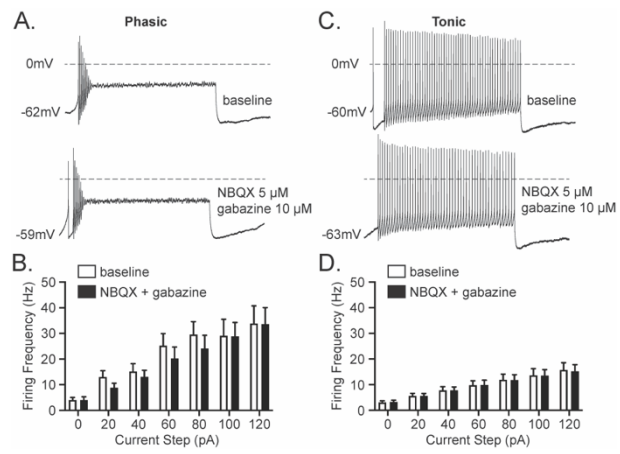 A. Phasic
0mV
-62mV
baseline
NBQX 5 µM
gabazine 10 µM
-59mV
B.
baseline
NBQX + gabazine
Firing Frequency (Hz)
50
40
30
20
10
0
0 20 40 60 80 100 120
Current Step (pA)
C. Tonic
0mV
-60mV
baseline
NBQX 5 µM
gabazine 10 µM
-63mV
D.
baseline
NBQX + gabazine
Firing Frequency (Hz)
50
40
30
20
10
0
0 20 40 60 80 100 120
Current Step (pA)